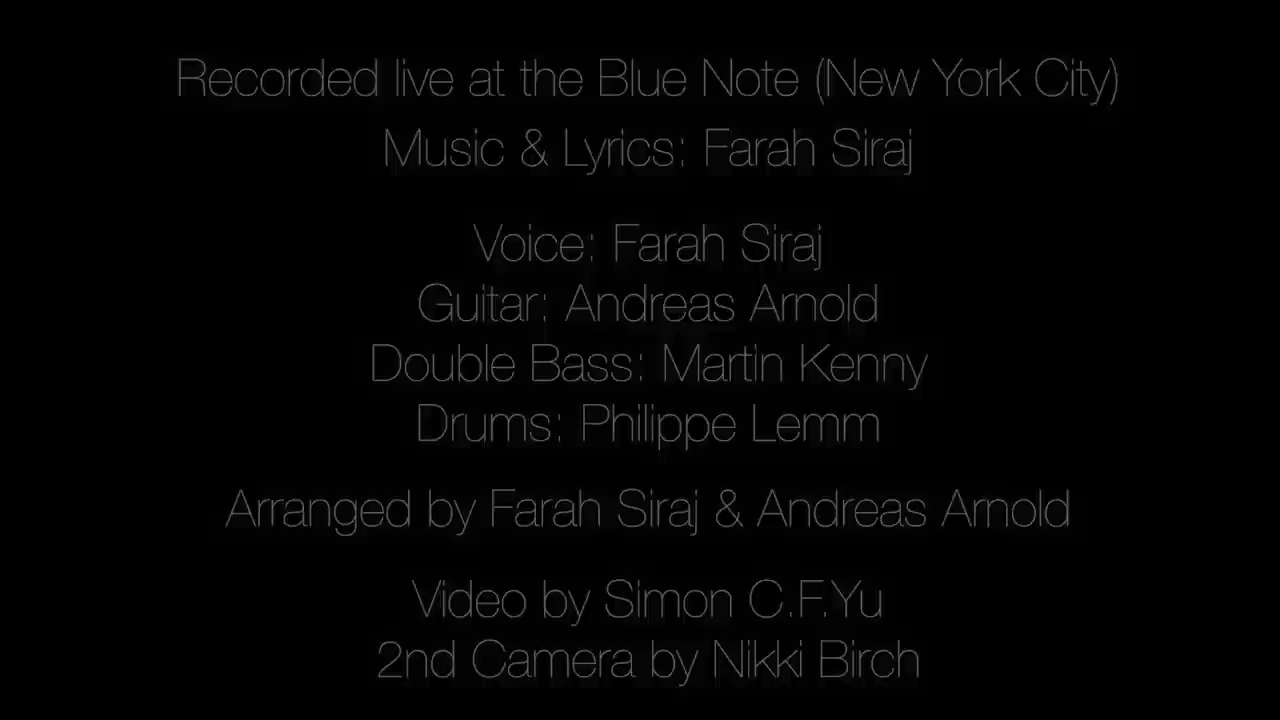 Recorded live at the Blue Note (New York City)
Music & Lyrics: Farah Siraj
Voice: Farah Siraj
Guitar: Andreas Arnold
Double Bass: Martin Kenny
Drums: Philippe Lemm
Arranged by Farah Siraj & Andreas Arnold
Video by Simon C.F.Yu
2nd Camera by Nikki Birch